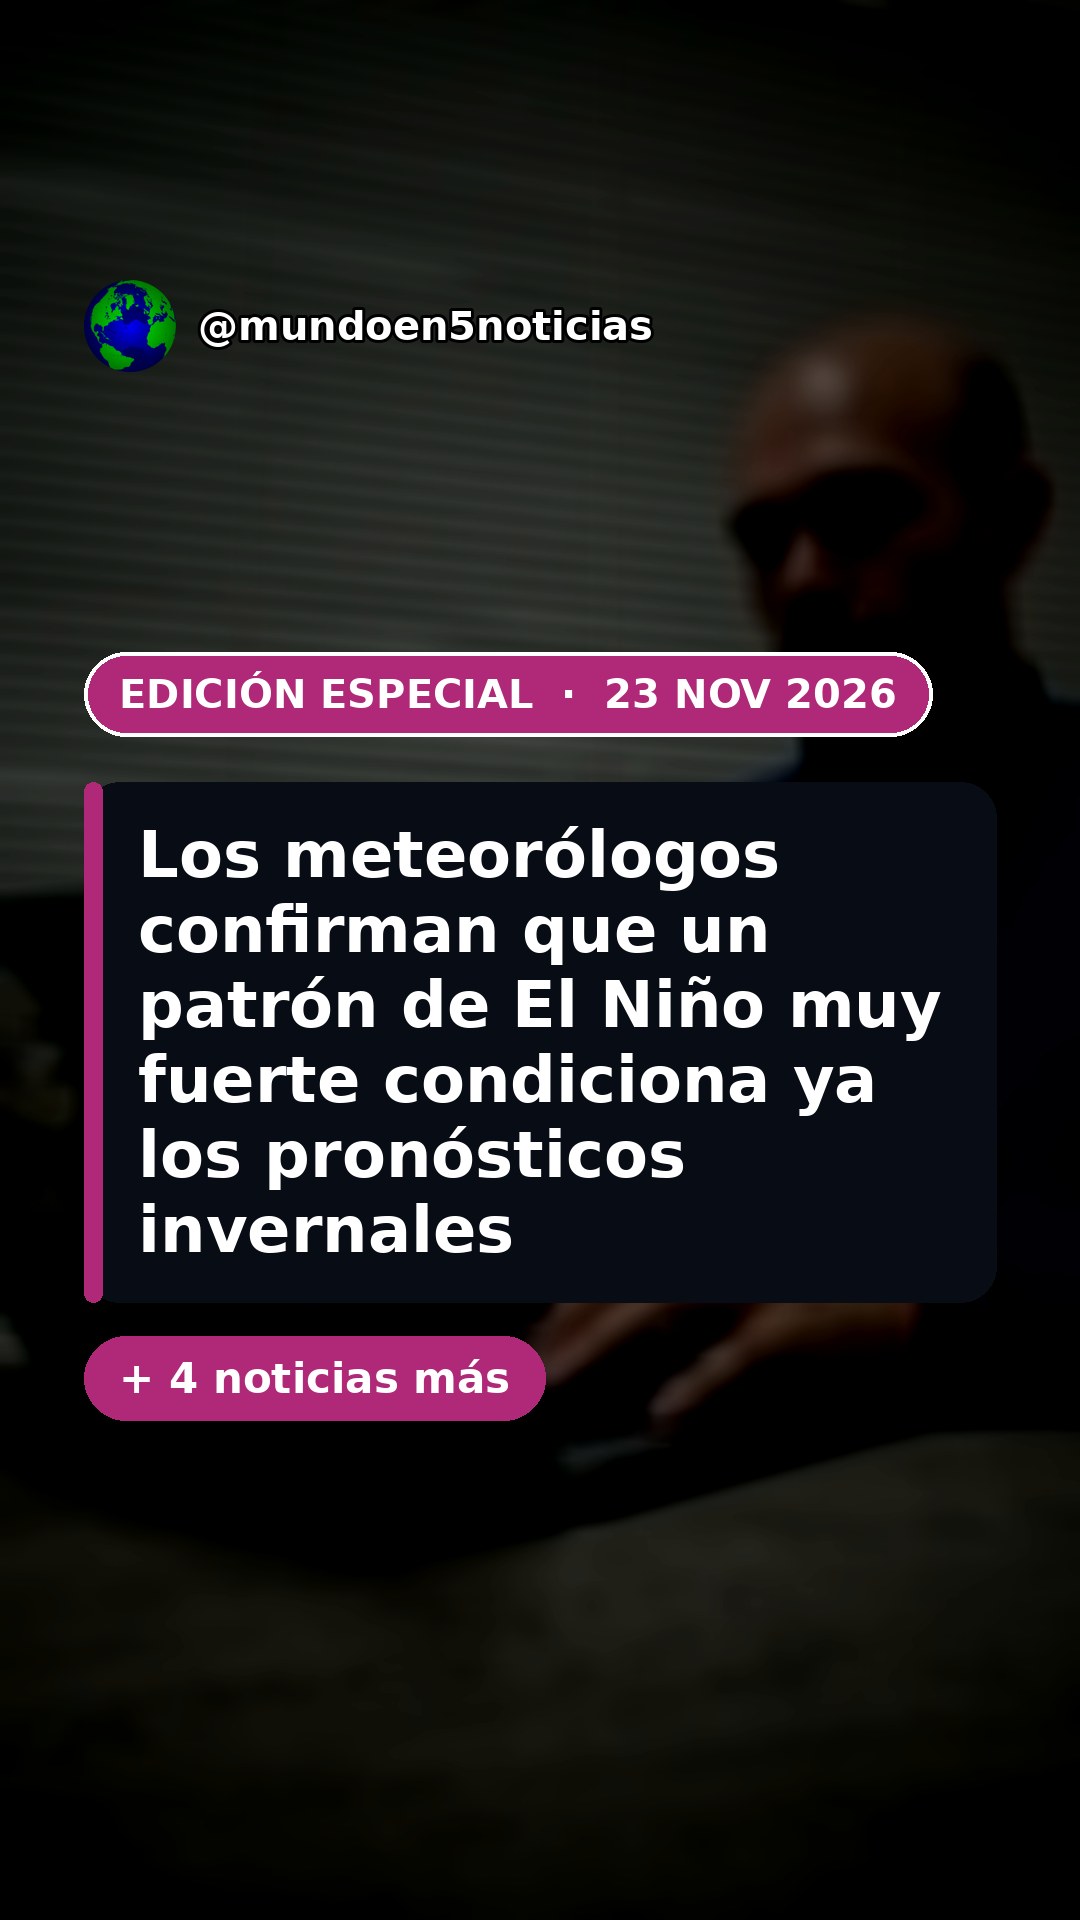 @mundoen5noticias
EDICIÓN ESPECIAL · 23 NOV 2026
Los meteorólogos
confirman que un
patrón de El Niño muy
fuerte condiciona ya
los pronósticos
invernales
+ 4 noticias más